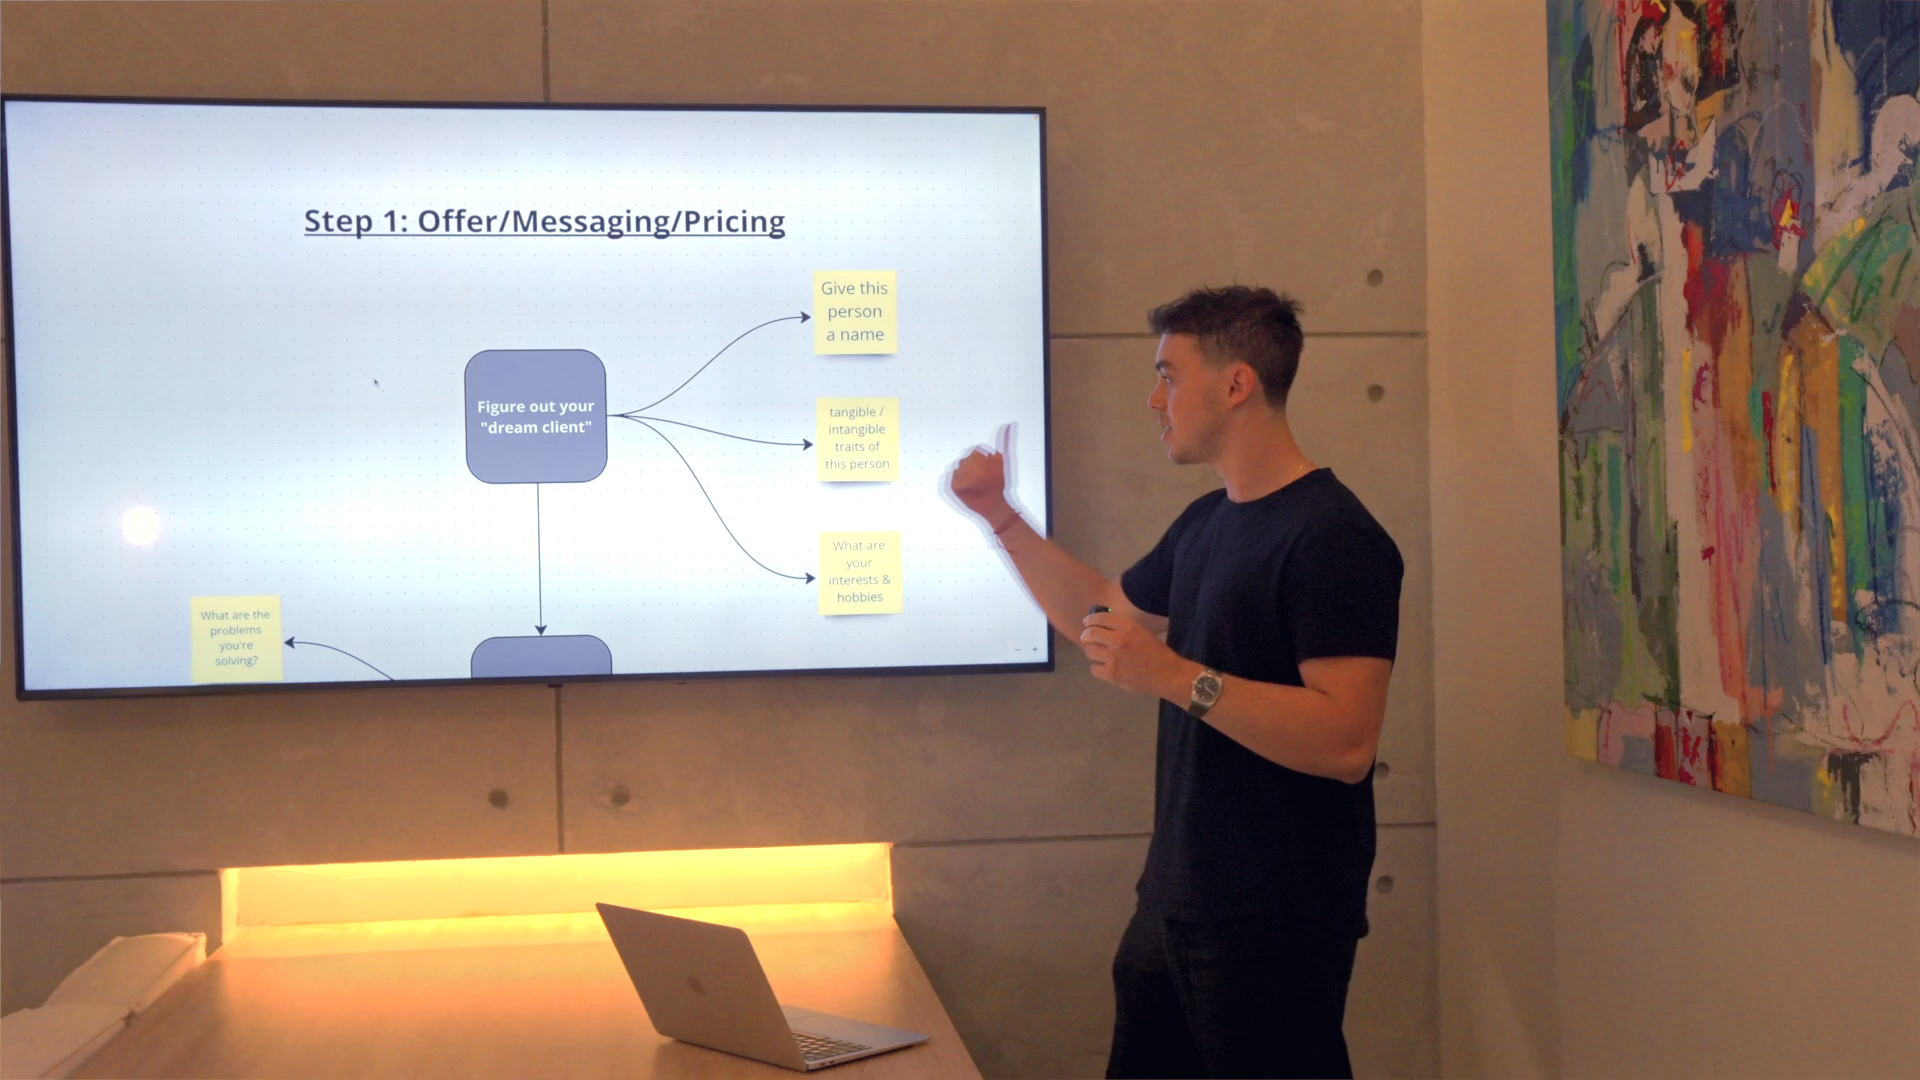 Step 1: Offer/Messaging/Pricing
Give this
person
a name
Figure out your
"dream client"
tangible /
intangible
traits of
this person
What are
your
interests &
hobbies
What are the
problems
you're
solving?